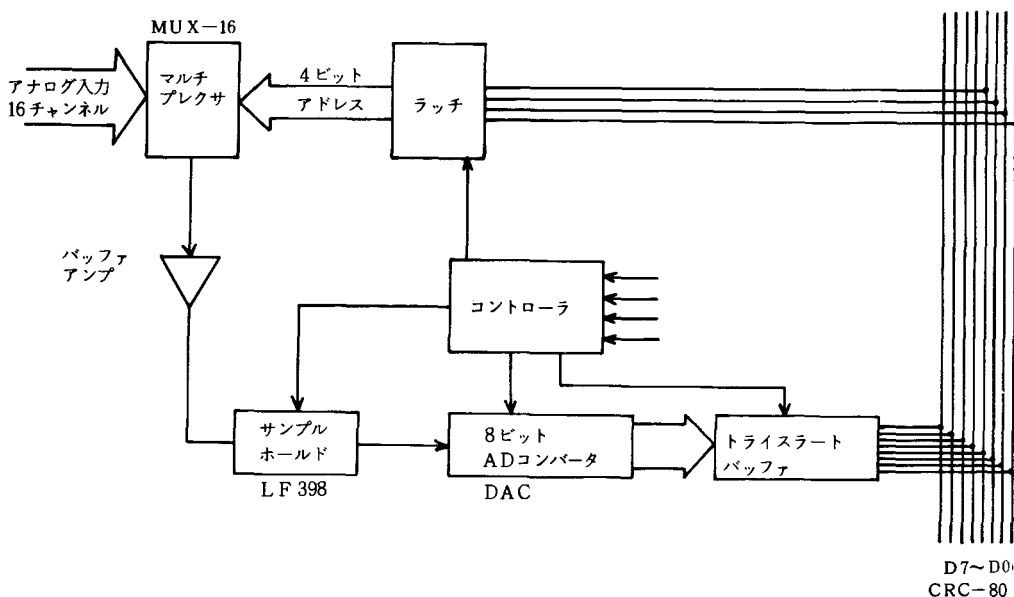 MUX-16
アナログ入力
16チャンネル
マルチ
プレクサ
4ビット
アドレス
ラッチ
バッファ
アンプ
コントローラ
サンプル
ホールド
LF398
8ビット
ADコンバータ
DAC
トライスラート
バッファ
D7~D0
CRC-80